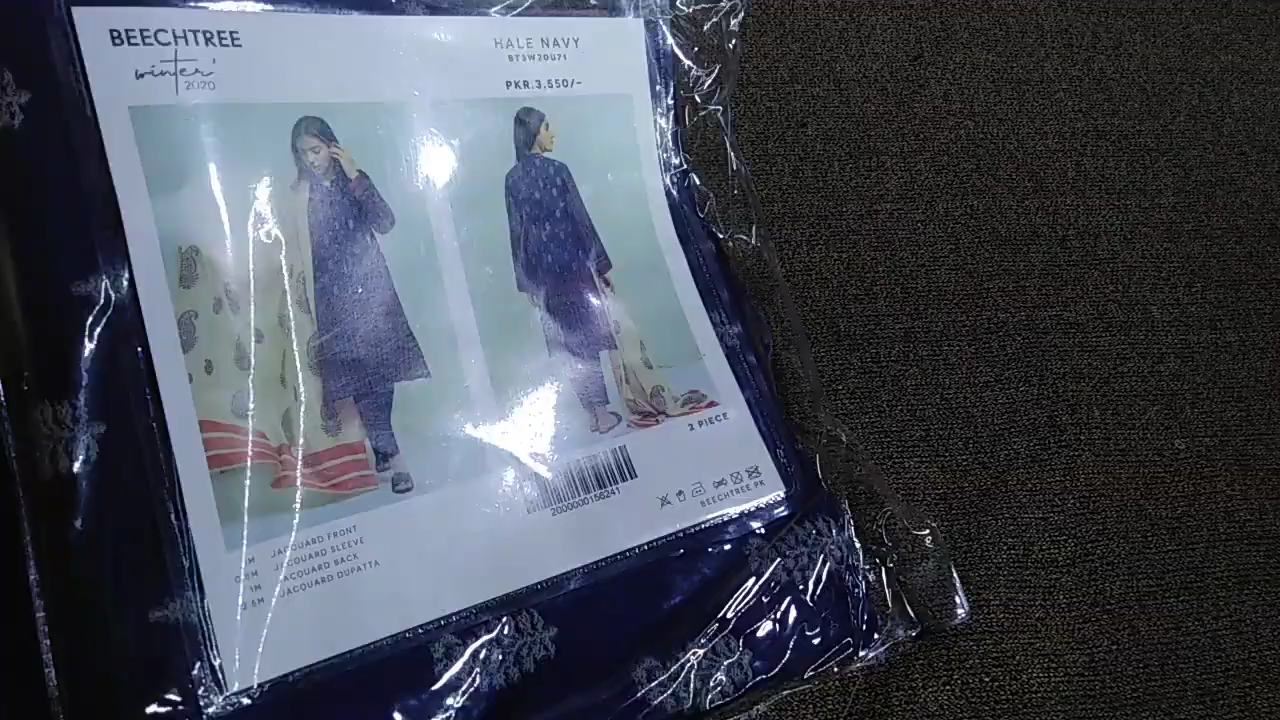 BEECHTREE
winter'
2020
HALE NAVY
BT3W20U71
PKR.3,550/-
2 PIECE
2000000156241
BEECHTREE.PK
M JACQUARD FRONT
JACQUARD SLEEVE
1M JACQUARD BACK
JACQUARD DUPATTA